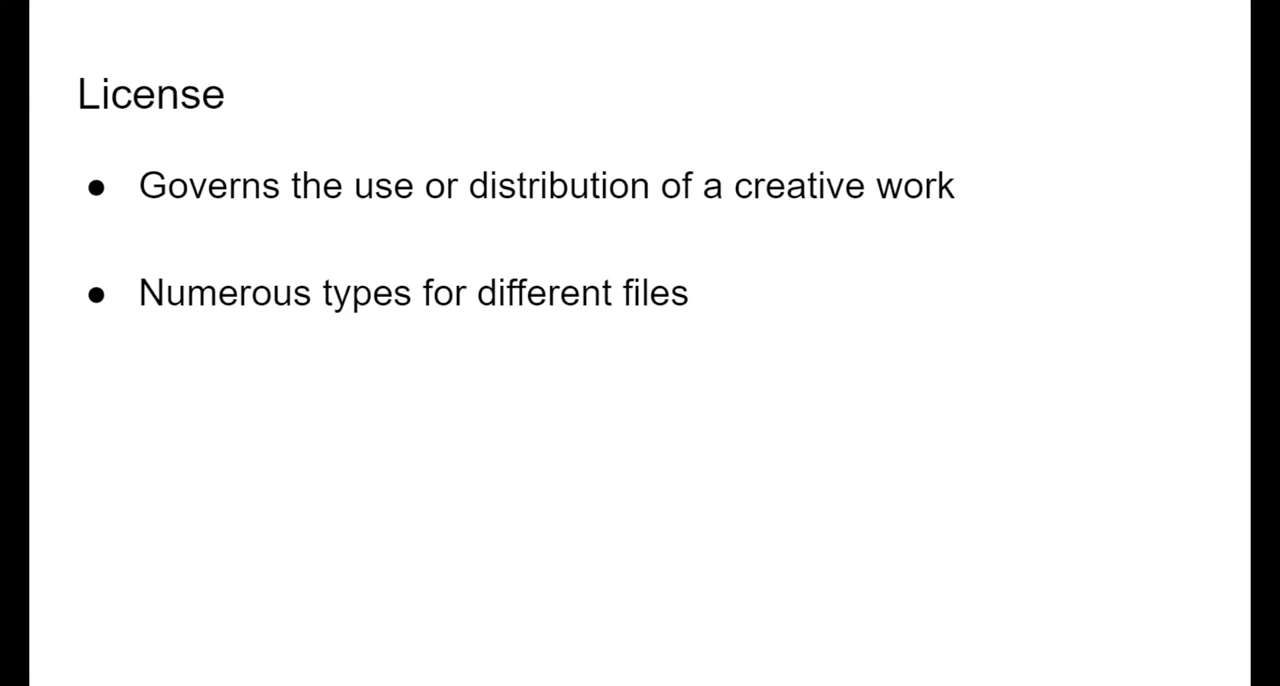 License
● Governs the use or distribution of a creative work
● Numerous types for different files